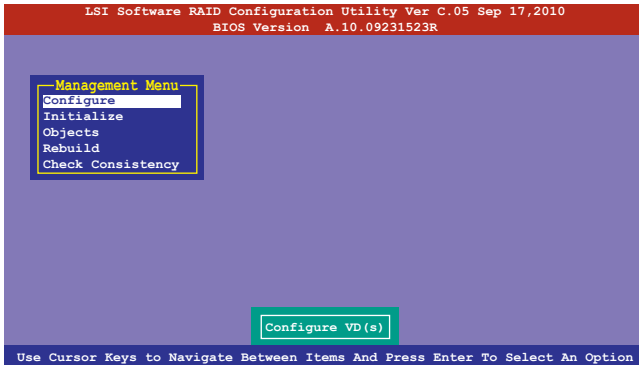 LSI Software RAID Configuration Utility Ver C.05 Sep 17,2010
BIOS Version A.10.09231523R
Management Menu
Configure
Initialize
Objects
Rebuild
Check Consistency
Configure VD(s)
Use Cursor Keys to Navigate Between Items And Press Enter To Select An Option